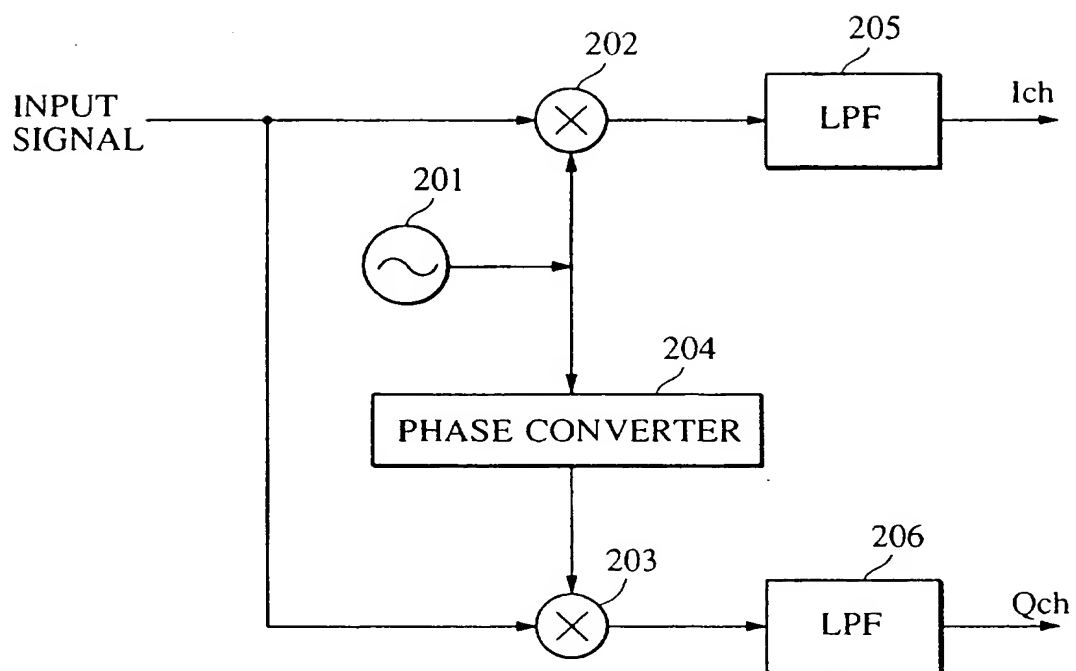 205
202
INPUT
SIGNAL
LPF
Ich
201
204
PHASE CONVERTER
206
203
LPF
Qch